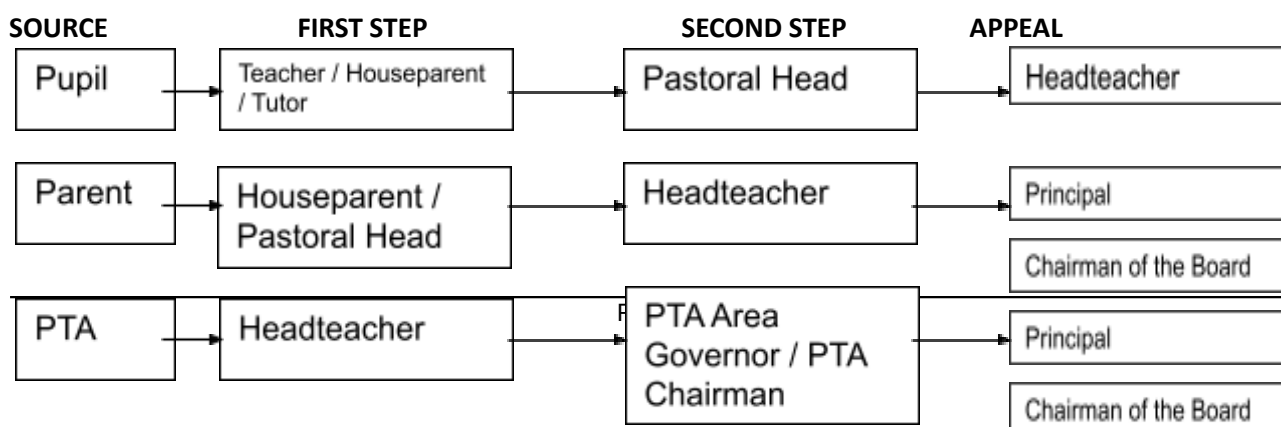 SOURCE FIRST STEP SECOND STEP APPEAL
Pupil
Teacher / Houseparent
/ Tutor
Pastoral Head
Headteacher
Parent
Houseparent /
Pastoral Head
Headteacher
Principal
Chairman of the Board
PTA
Headteacher
PTA Area
Governor / PTA
Chairman
Principal
Chairman of the Board